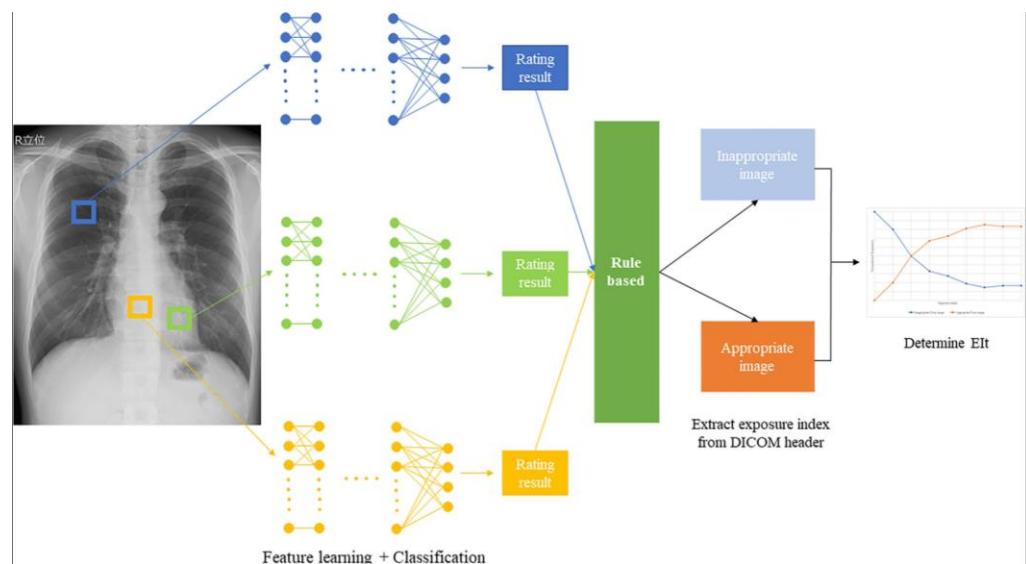 R立位
Rating
result
Rating
result
Rating
result
Rule
based
Inappropriate
image
Appropriate
image
Extract exposure index
from DICOM header
Determine EIt
Feature learning + Classification